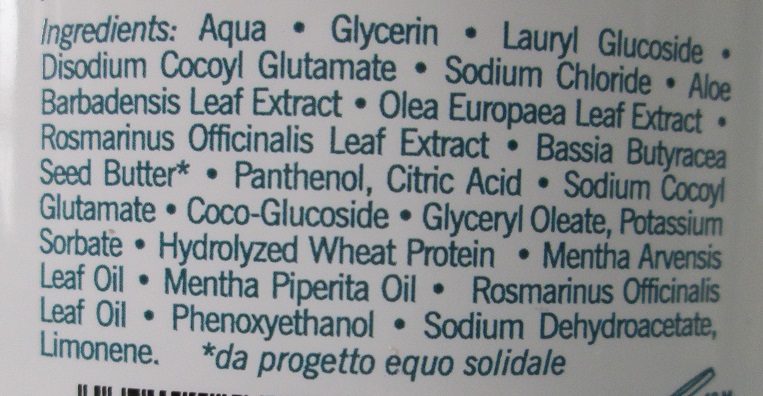 Ingredients: Aqua • Glycerin • Lauryl Glucoside •
Disodium Cocoyl Glutamate • Sodium Chloride • Aloe
Barbadensis Leaf Extract • Olea Europaea Leaf Extract •
Rosmarinus Officinalis Leaf Extract • Bassia Butyracea
Seed Butter* • Panthenol, Citric Acid • Sodium Cocoyl
Glutamate • Coco-Glucoside • Glyceryl Oleate, Potassium
Sorbate • Hydrolyzed Wheat Protein • Mentha Arvensis
Leaf Oil • Mentha Piperita Oil • Rosmarinus Officinalis
Leaf Oil • Phenoxyethanol • Sodium Dehydroacetate,
Limonene. *da progetto equo solidale